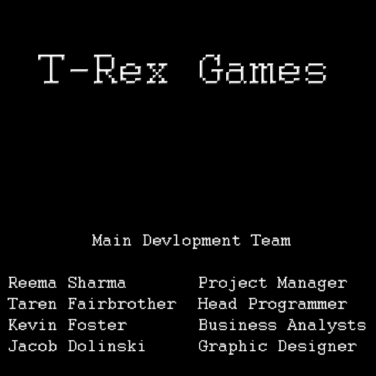 T-Rex Games
Main Devlopment Team
Reema Sharma Project Manager
Taren Fairbrother Head Programmer
Kevin Foster Business Analysts
Jacob Dolinski Graphic Designer